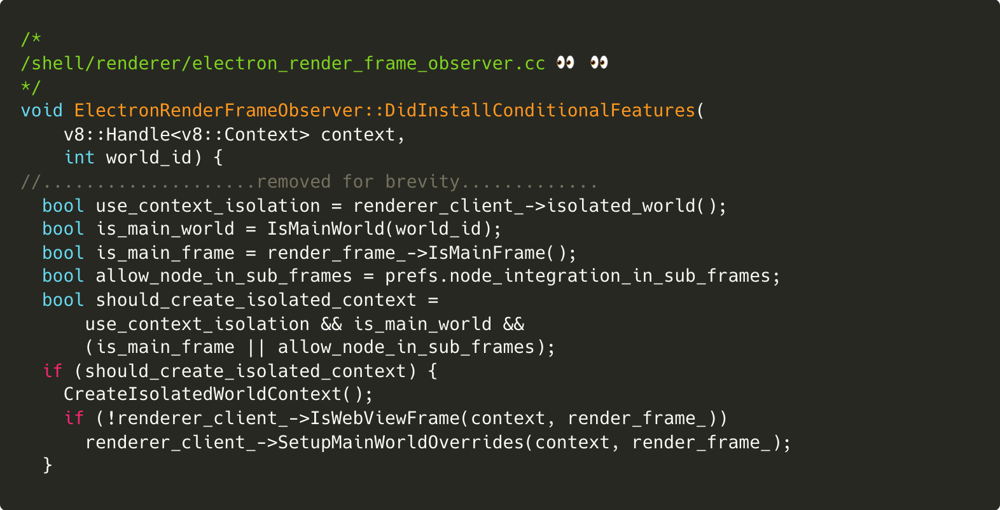 /*
/shell/renderer/electron_render_frame_observer.cc 👀 👀
*/
void ElectronRenderFrameObserver::DidInstallConditionalFeatures(
    v8::Handle<v8::Context> context,
    int world_id) {
//....................removed for brevity.............
  bool use_context_isolation = renderer_client_->isolated_world();
  bool is_main_world = IsMainWorld(world_id);
  bool is_main_frame = render_frame_->IsMainFrame();
  bool allow_node_in_sub_frames = prefs.node_integration_in_sub_frames;
  bool should_create_isolated_context =
      use_context_isolation && is_main_world &&
      (is_main_frame || allow_node_in_sub_frames);
  if (should_create_isolated_context) {
    CreateIsolatedWorldContext();
    if (!renderer_client_->IsWebViewFrame(context, render_frame_))
      renderer_client_->SetupMainWorldOverrides(context, render_frame_);
  }